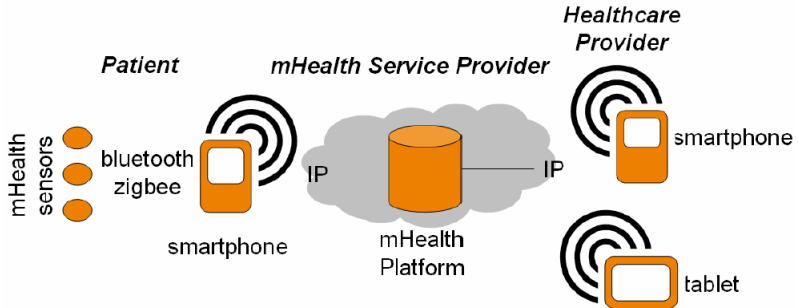 Patient
mHealth Service Provider
Healthcare
Provider
mHealth
sensors
bluetooth
zigbee
smartphone
IP
mHealth
Platform
IP
smartphone
tablet